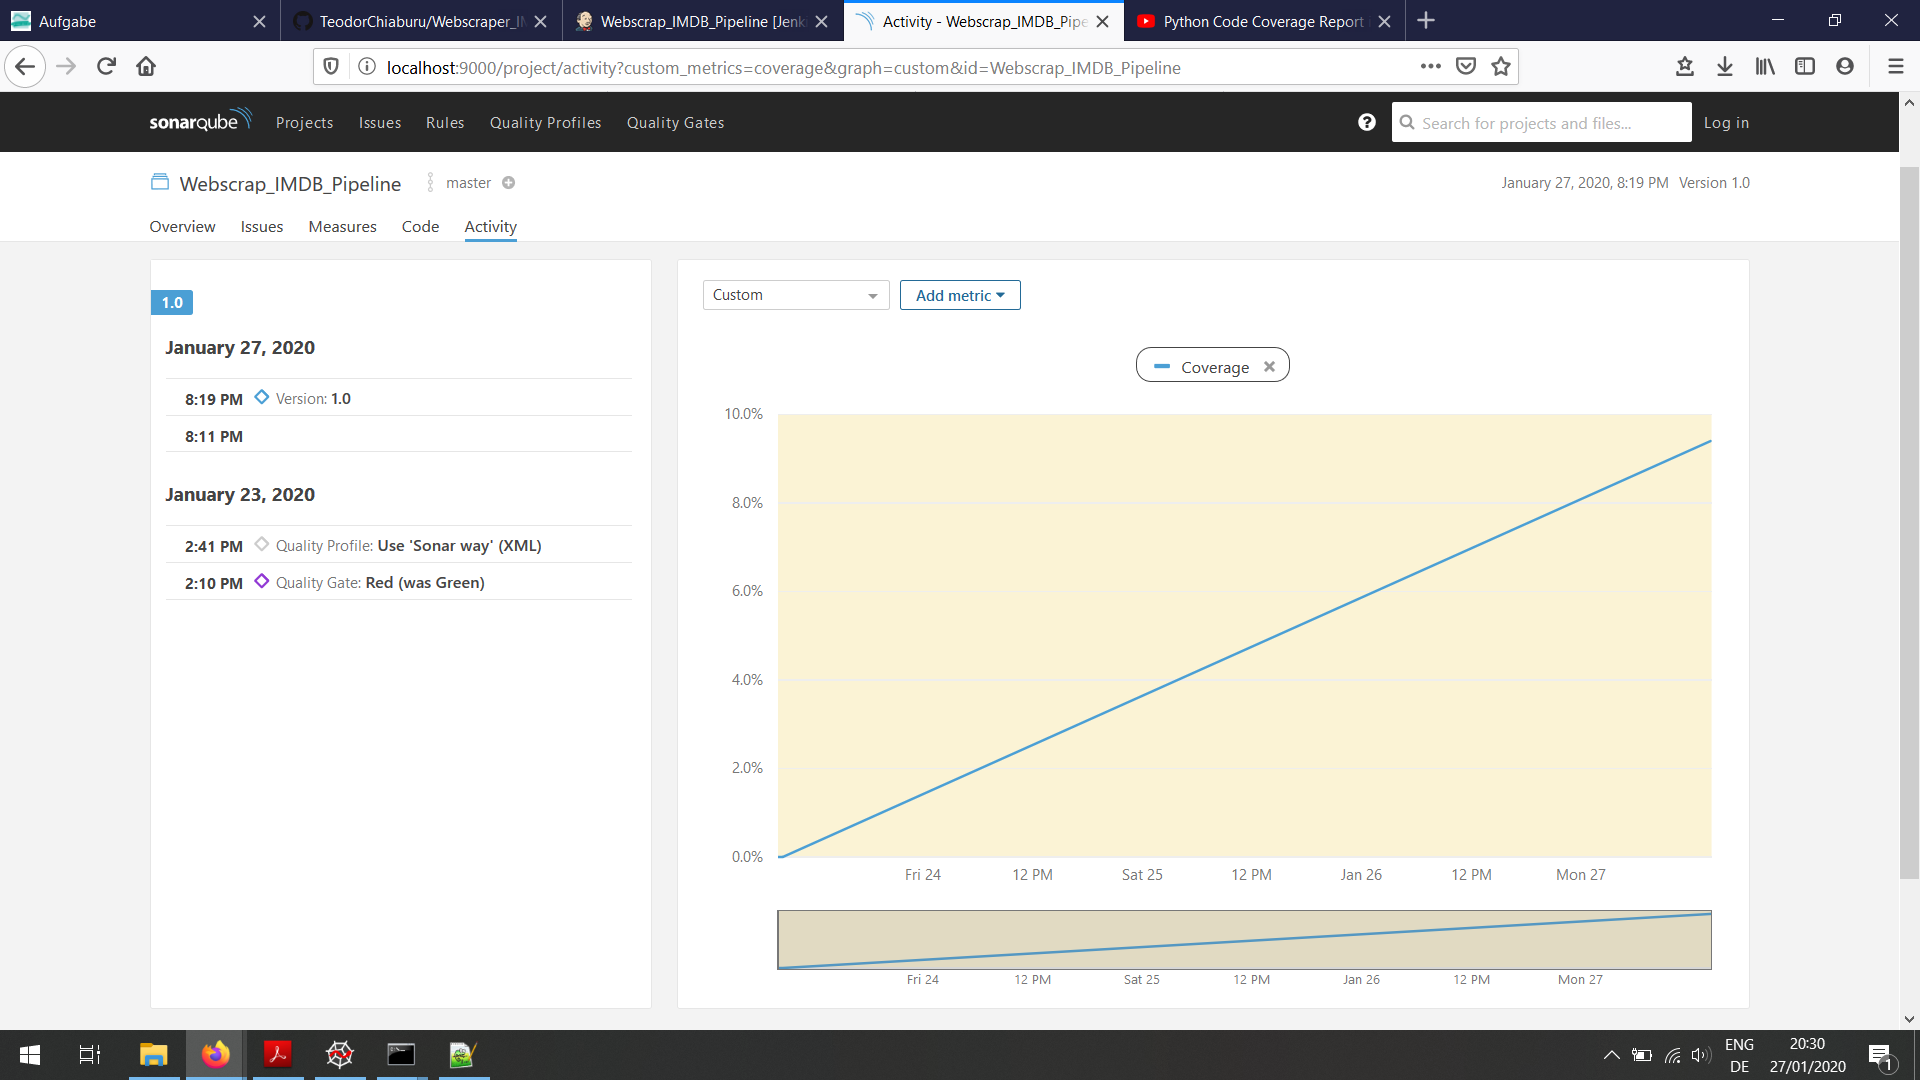 Aufgabe
TeodorChiaburu/Webscraper_IM
Webscrap_IMDB_Pipeline [Jenki
Activity - Webscrap_IMDB_Pipe
Python Code Coverage Report
localhost:9000/project/activity?custom_metrics=coverage&graph=custom&id=Webscrap_IMDB_Pipeline
sonarqube Projects Issues Rules Quality Profiles Quality Gates
? Search for projects and files... Log in
Webscrap_IMDB_Pipeline master
January 27, 2020, 8:19 PM Version 1.0
Overview Issues Measures Code Activity
1.0
January 27, 2020
8:19 PM Version: 1.0
8:11 PM
January 23, 2020
2:41 PM Quality Profile: Use 'Sonar way' (XML)
2:10 PM Quality Gate: Red (was Green)
Custom Add metric
Coverage
10.0%
8.0%
6.0%
4.0%
2.0%
0.0%
Fri 24 12 PM Sat 25 12 PM Jan 26 12 PM Mon 27
Fri 24 12 PM Sat 25 12 PM Jan 26 12 PM Mon 27
ENG
DE
20:30
27/01/2020
1